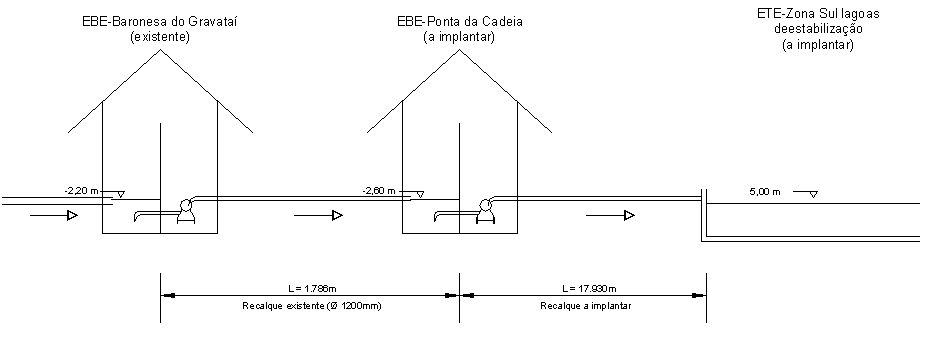 EBE-Baronesa do Gravataí
(existente)
EBE-Ponta da Cadeia
(a implantar)
ETE-Zona Sul lagoas
deestabilização
(a implantar)
-2,20 m
-2,60 m
5,00 m
L = 1.786m
Recalque existente (Ø 1200mm)
L = 17.930m
Recalque a implantar